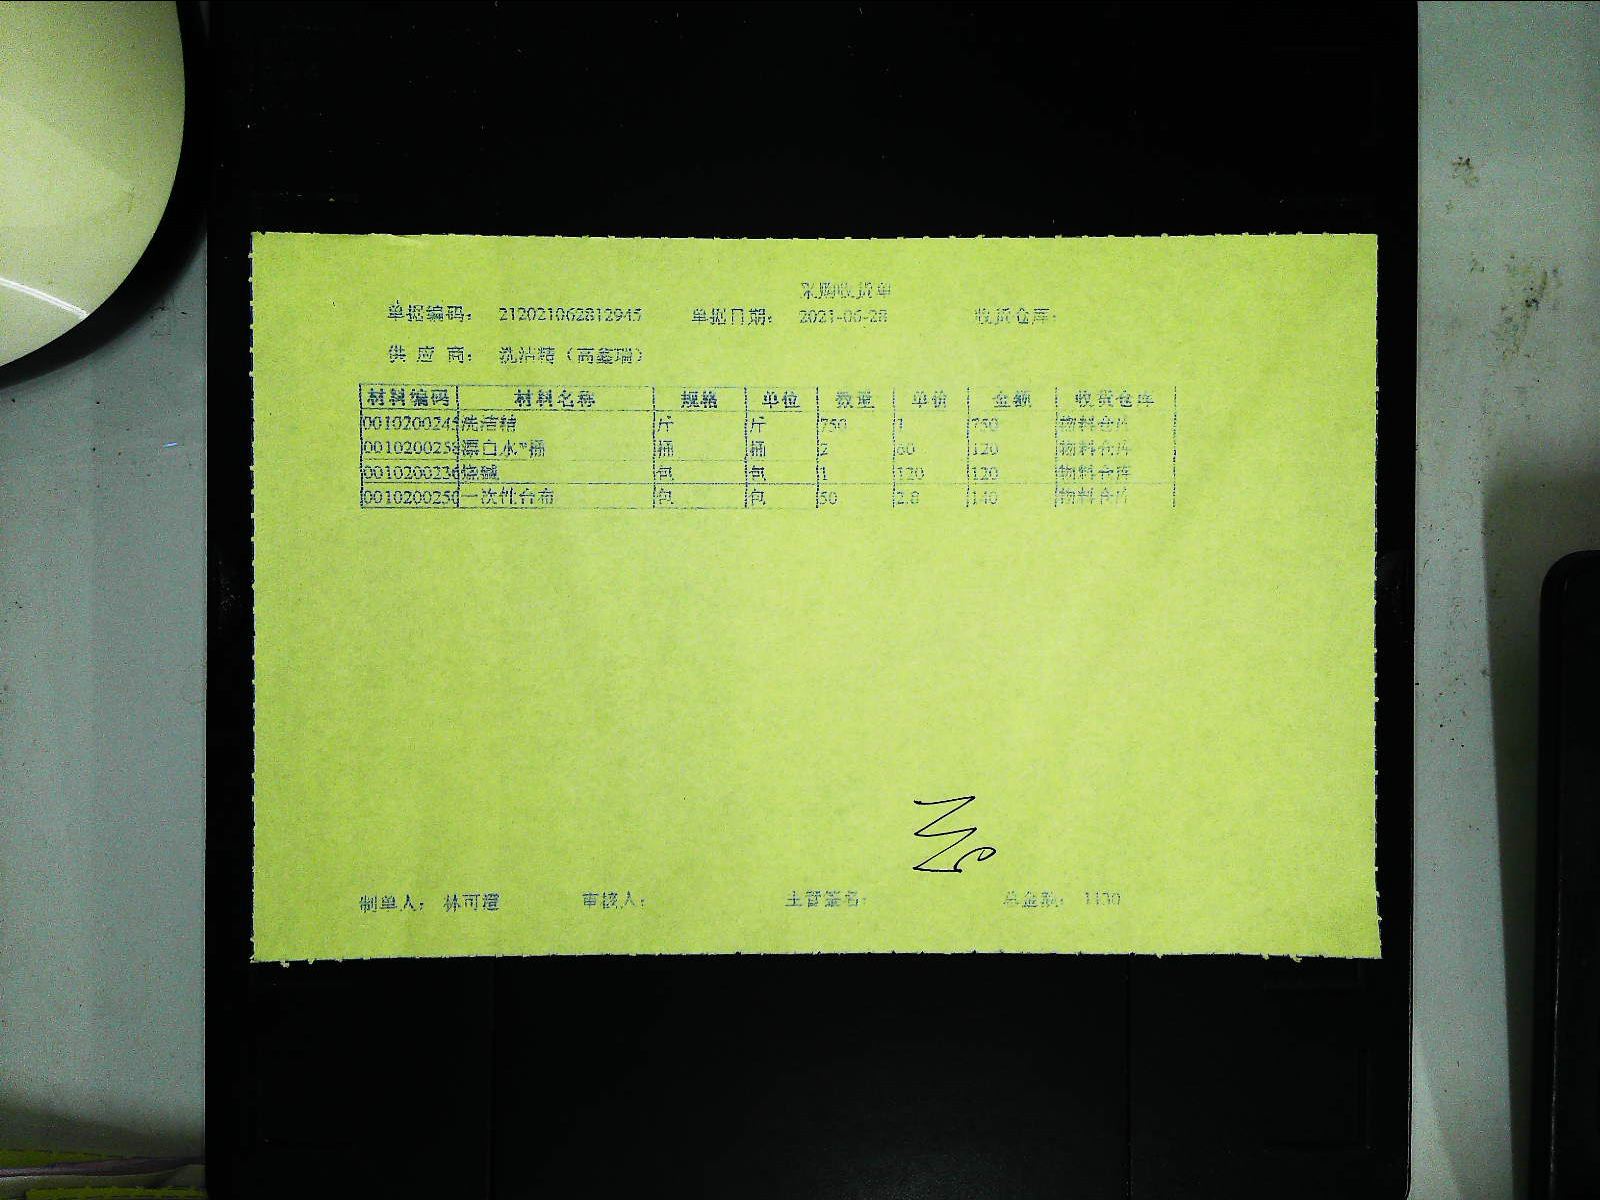 采购收货单
单据编码： 212021062812945 单据日期： 2021-06-28 收货仓库：
供 应 商： 洗洁精（高鑫瑞）
材料编码 材料名称 规格 单位 数量 单价 金额 收货仓库
0010200245 洗洁精 斤 斤 750 1 750 物料仓库
0010200258 漂白水*桶 桶 桶 2 60 120 物料仓库
0010200236 烧碱 包 包 1 120 120 物料仓库
0010200250 一次性台布 包 包 50 2.8 140 物料仓库
制单人： 林可 审核人： 主管签名： 总金额： 1130